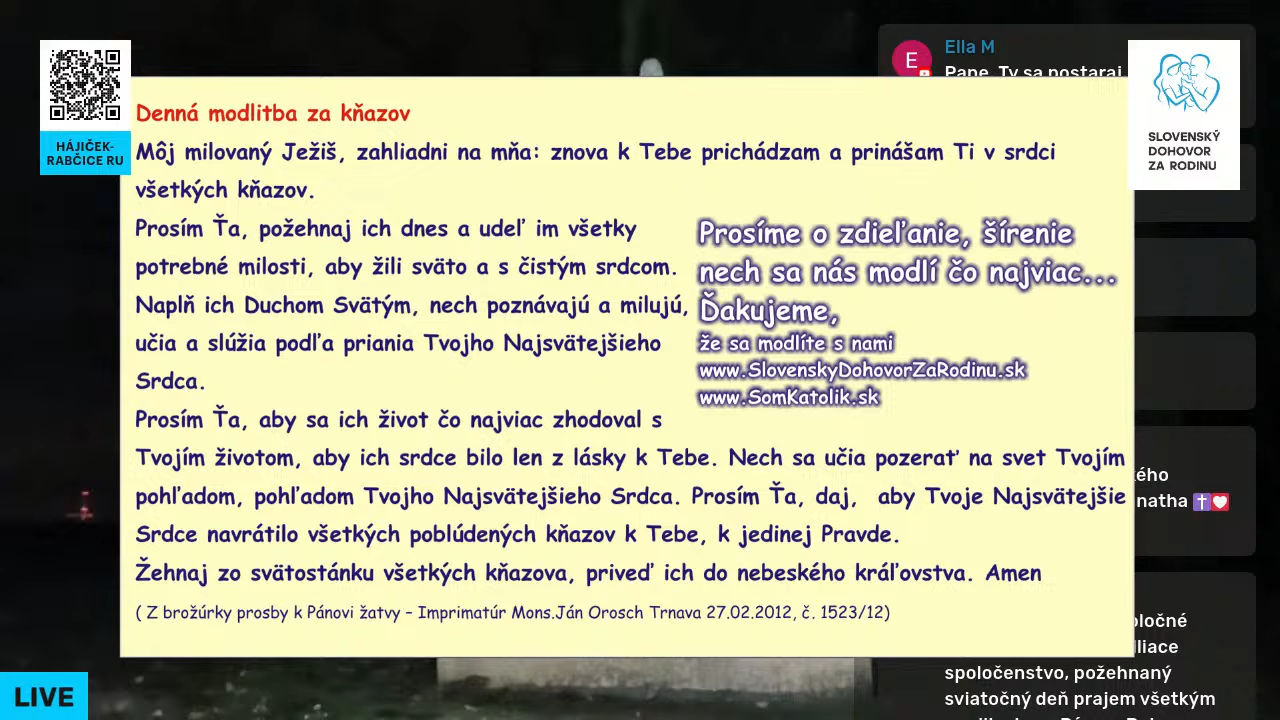 HÁJIČEK-
RABČICE RU
Denná modlitba za kňazov
Môj milovaný Ježiš, zahliadni na mňa: znova k Tebe prichádzam a prinášam Ti v srdci
všetkých kňazov.
Prosím Ťa, požehnaj ich dnes a udeľ im všetky
potrebné milosti, aby žili sväto a s čistým srdcom.
Naplň ich Duchom Svätým, nech poznávajú a milujú,
učia a slúžia podľa priania Tvojho Najsvätejšieho
Srdca.
Prosím Ťa, aby sa ich život čo najviac zhodoval s
Tvojím životom, aby ich srdce bilo len z lásky k Tebe. Nech sa učia pozerať na svet Tvojím
pohľadom, pohľadom Tvojho Najsvätejšieho Srdca. Prosím Ťa, daj, aby Tvoje Najsvätejšie
Srdce navrátilo všetkých poblúdených kňazov k Tebe, k jedinej Pravde.
Žehnaj zo svätostánku všetkých kňazova, priveď ich do nebeského kráľovstva. Amen
( Z brožúrky prosby k Pánovi žatvy – Imprimatúr Mons.Ján Orosch Trnava 27.02.2012, č. 1523/12)
Prosíme o zdieľanie, šírenie
nech sa nás modlí čo najviac...
Ďakujeme,
že sa modlíte s nami
www.SlovenskyDohovorZaRodinu.sk
www.SomKatolik.sk
E
Ella M
Pane, Ty sa postaraj
SLOVENSKÝ
DOHOVOR
ZA RODINU
spoločenstvo, požehnaný
sviatočný deň prajem všetkým
LIVE